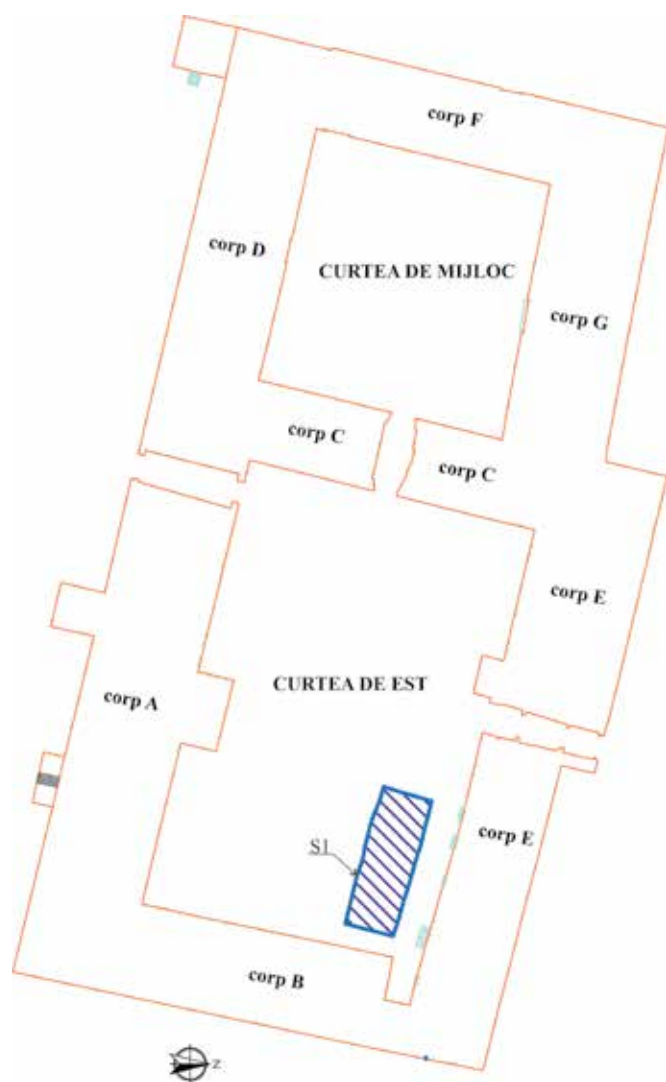 corp F
corp D
CURTEA DE MIJLOC
corp G
corp C
corp C
corp E
CURTEA DE EST
corp A
corp E
S1
corp B
z